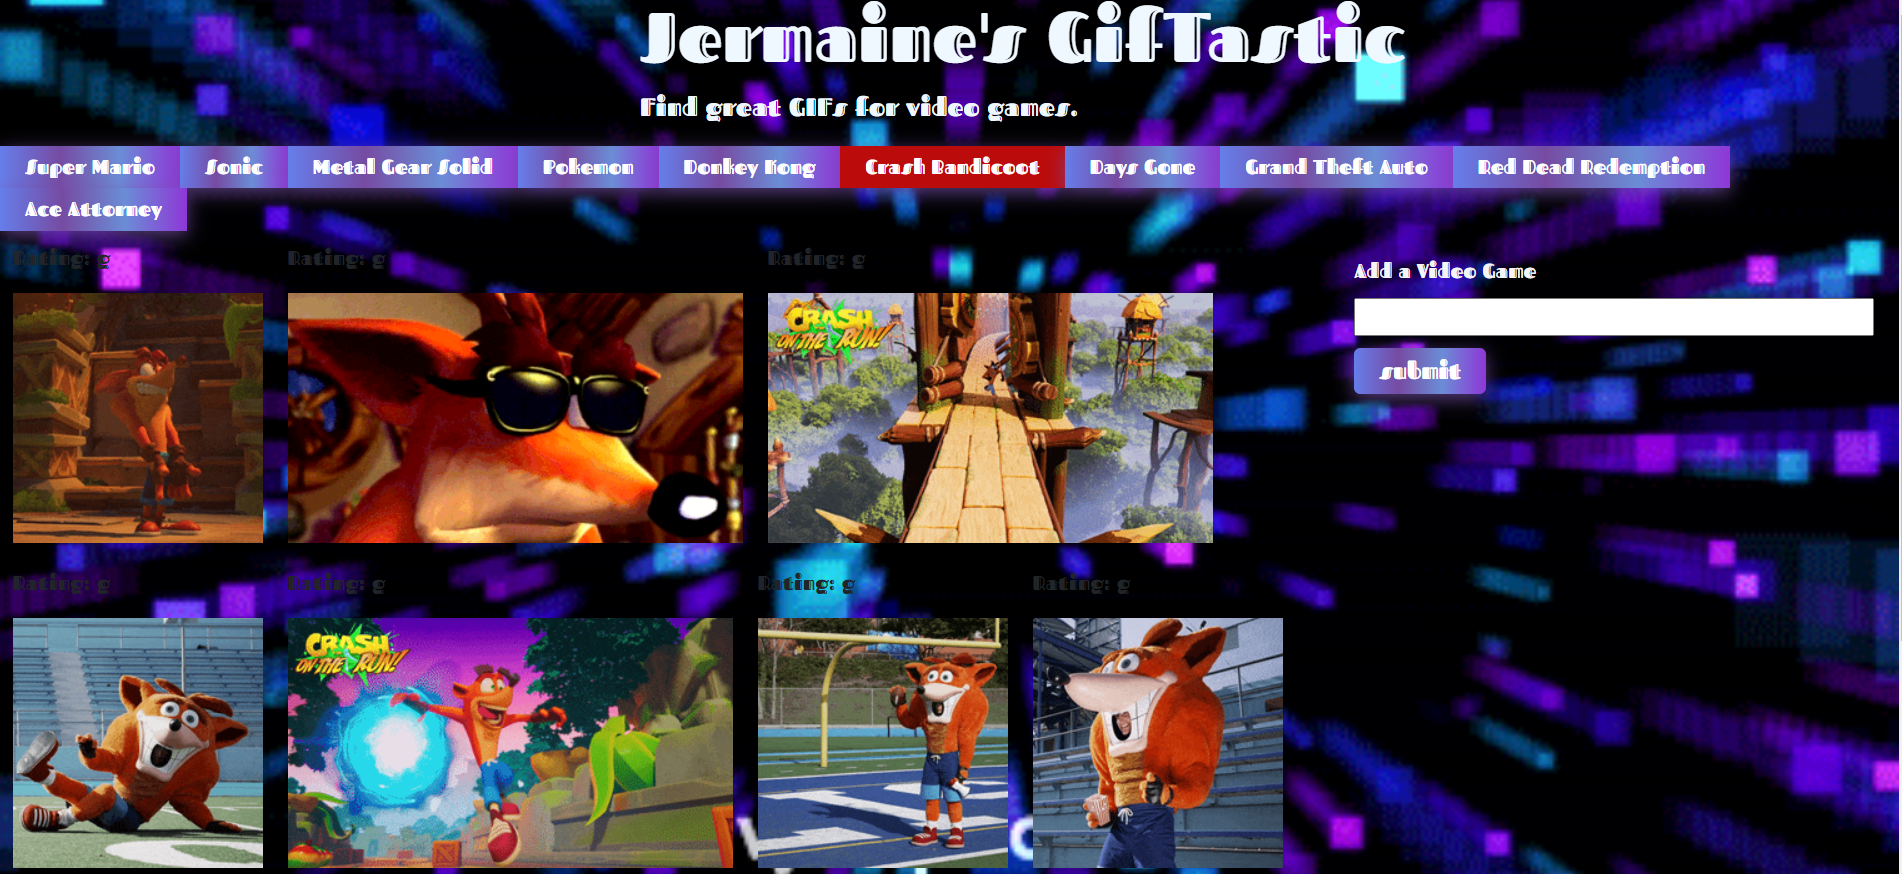 Jermaine's GifTastic
Find great GIFs for video games.
Super Mario Sonic Metal Gear Solid Pokemon Donkey Kong Crash Bandicoot Days Gone Grand Theft Auto Red Dead Redemption
Ace Attorney
Rating: g Rating: g Rating: g
Add a Video Game
CRASH
ON THE RUN!
submit
Rating: g Rating: g Rating: g Rating: g
CRASH
ON THE RUN!